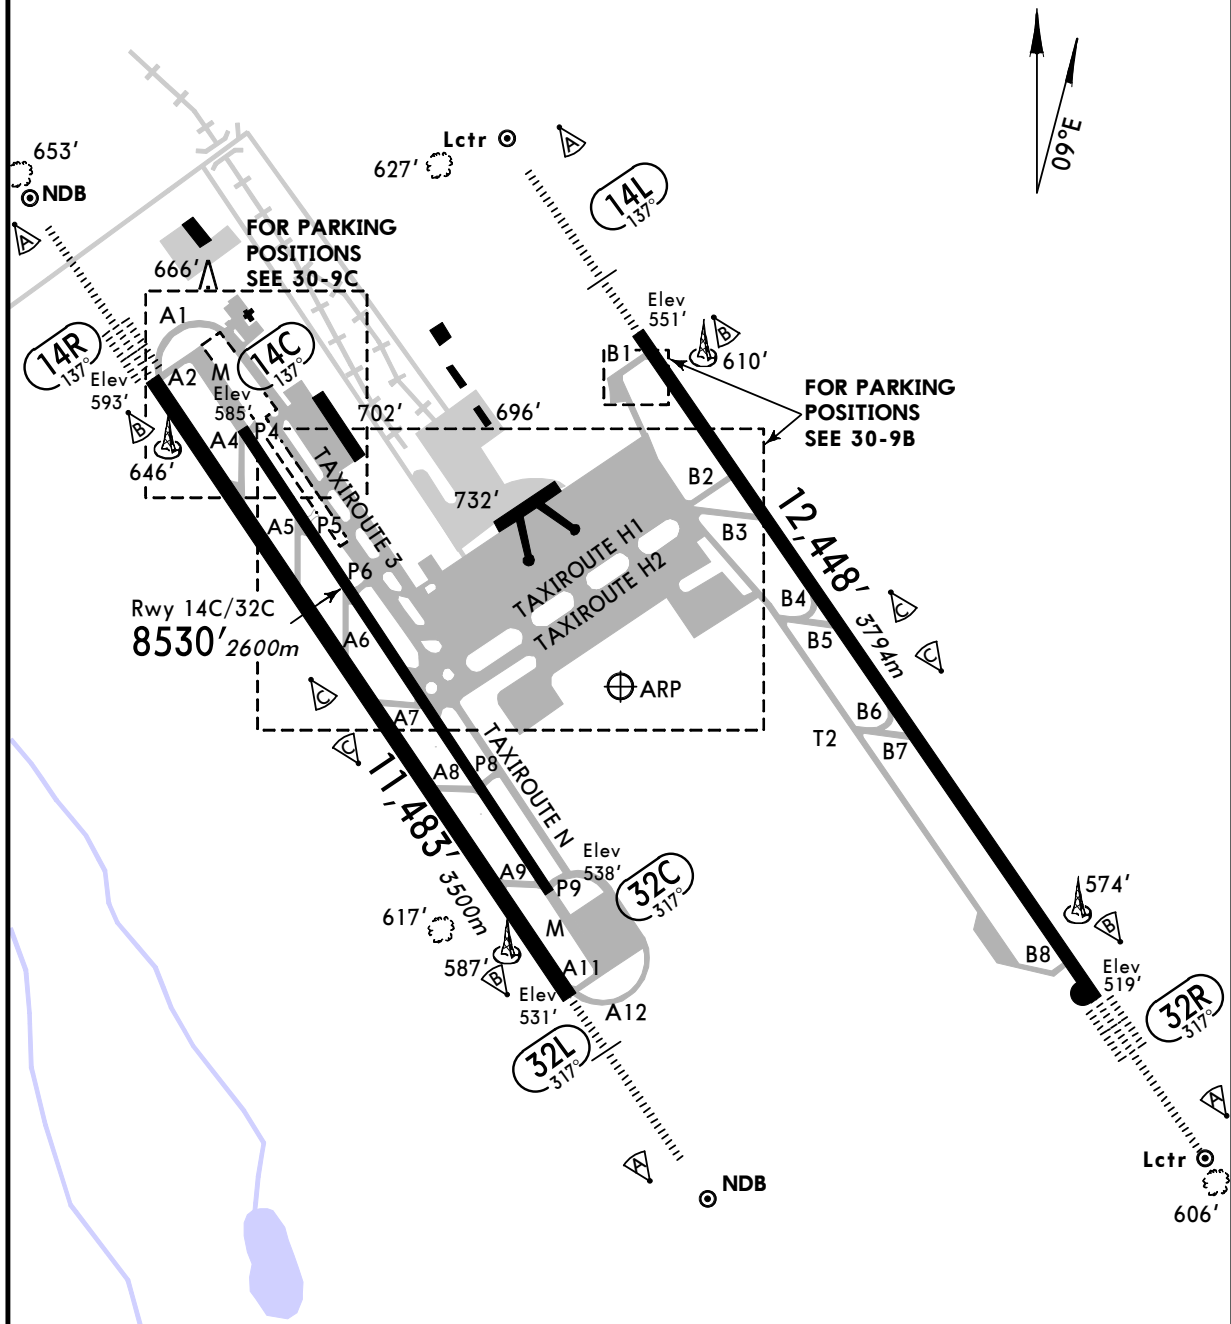 09°E
653'
NDB
Lctr
627'
A
14L
137°
A
FOR PARKING
POSITIONS
SEE 30-9C
666'
A1
14R
137°
14C
137°
Elev
551'
B1
B
610'
A2
M
Elev
593'
Elev
585'
FOR PARKING
POSITIONS
SEE 30-9B
B
A4
P4
702'
696'
646'
TAXIROUTE 3
B2
732'
12,448'
3794m
A5
P5
B3
TAXIROUTE H1
TAXIROUTE H2
P6
Rwy 14C/32C
8530' 2600m
B4
C
A6
B5
C
C
ARP
A7
B6
T2
B7
C
TAXIROUTE N
11,483'
3500m
A8
P8
Elev
538'
32C
317°
A9
P9
574'
617'
M
B
587'
B
A11
B8
Elev
531'
A12
Elev
519'
32R
317°
32L
317°
A
A
Lctr
NDB
606'